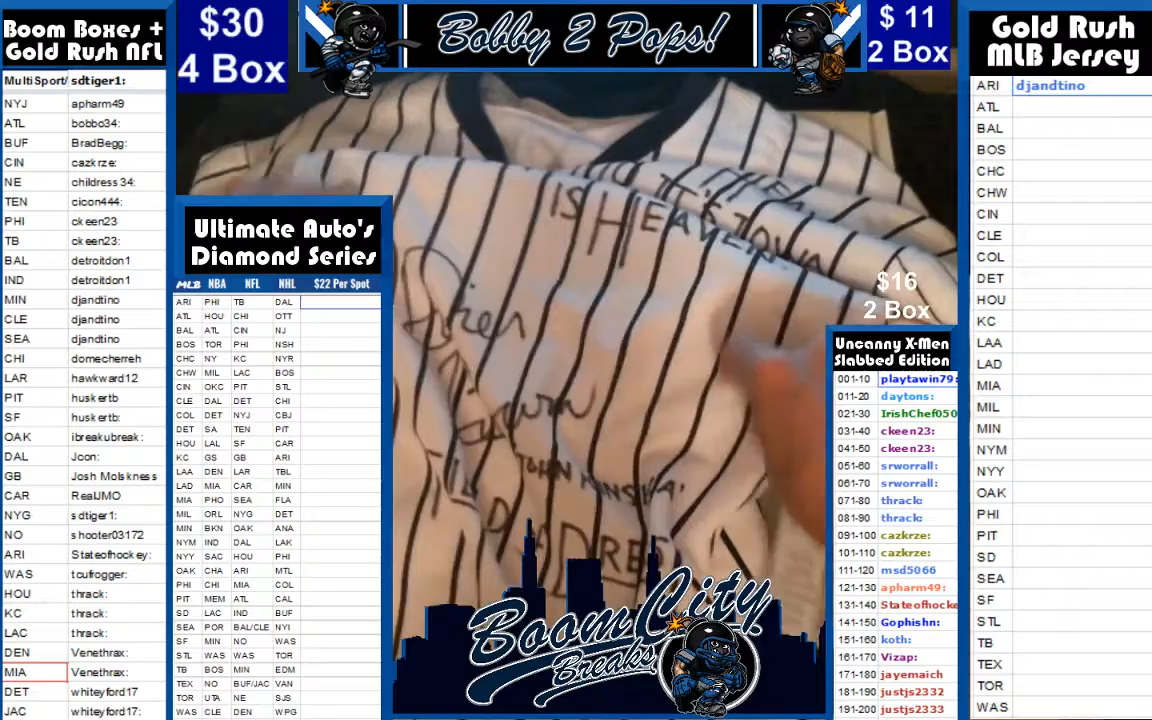 Boom Boxes +
Gold Rush NFL
MultiSport/ sdtiger1:
NYJ apharm49
ATL bobbo34:
BUF BradBegg:
CIN cazkrze:
NE childress 34:
TEN cicon444:
PHI ckeen23
TB ckeen23:
BAL detroitdon1
IND detroitdon1
MIN djandtino
CLE djandtino
SEA djandtino
CHI domecherreh
LAR hawkward12
PIT huskertb
SF huskertb:
OAK ibreakubreak:
DAL Jcon:
GB Josh Molskness
CAR RealJMO
NYG sdtiger1:
NO shooter03172
ARI Stateofhockey:
WAS tcufrogger:
HOU thrack:
KC thrack:
LAC thrack:
DEN Venethrax:
MIA Venethrax:
DET whiteyford17
JAC whiteyford17:
$30
4 Box
Bobby 2 Pops!
$ 11
2 Box
Ultimate Auto's
Diamond Series
MLB NBA NFL NHL $22 Per Spot
ARI PHI TB DAL
ATL HOU CHI OTT
BAL ATL CIN NJ
BOS TOR PHI NSH
CHC NY KC NYR
CHW MIL LAC BOS
CIN OKC PIT STL
CLE DAL DET CHI
COL DET NYJ CBJ
DET SA TEN PIT
HOU LAL SF CAR
KC GS GB ARI
LAA DEN LAR TBL
LAD MIA CAR MIN
MIA PHO SEA FLA
MIL ORL NYG DET
MIN BKN OAK ANA
NYM IND DAL LAK
NYY SAC HOU PHI
OAK CHA ARI MTL
PHI CHI MIA COL
PIT MEM ATL CAL
SD LAC IND BUF
SEA POR BAL/CLE NYI
SF MIN NO WAS
STL WAS WAS TOR
TB BOS MIN EDM
TEX NO BUF/JAC VAN
TOR UTA NE SJS
WAS CLE DEN WPG
IT'S
IS HEAVEN
JOHN KINSELLA
Boom City
Breaks
$16
2 Box
Uncanny X-Men
Slabbed Edition
001-10 playtawin79:
011-20 daytons:
021-30 IrishChef050
031-40 ckeen23:
041-50 ckeen23:
051-60 srworrall:
061-70 srworrall:
071-80 thrack:
081-90 thrack:
091-100 cazkrze:
101-110 cazkrze:
111-120 msd5066
121-130 apharm49:
131-140 Stateofhocke
141-150 Gophishn:
151-160 koth:
161-170 Vizap:
171-180 jayemaich
181-190 justjs2332
191-200 justjs2333
Gold Rush
MLB Jersey
ARI djandtino
ATL
BAL
BOS
CHC
CHW
CIN
CLE
COL
DET
HOU
KC
LAA
LAD
MIA
MIL
MIN
NYM
NYY
OAK
PHI
PIT
SD
SEA
SF
STL
TB
TEX
TOR
WAS